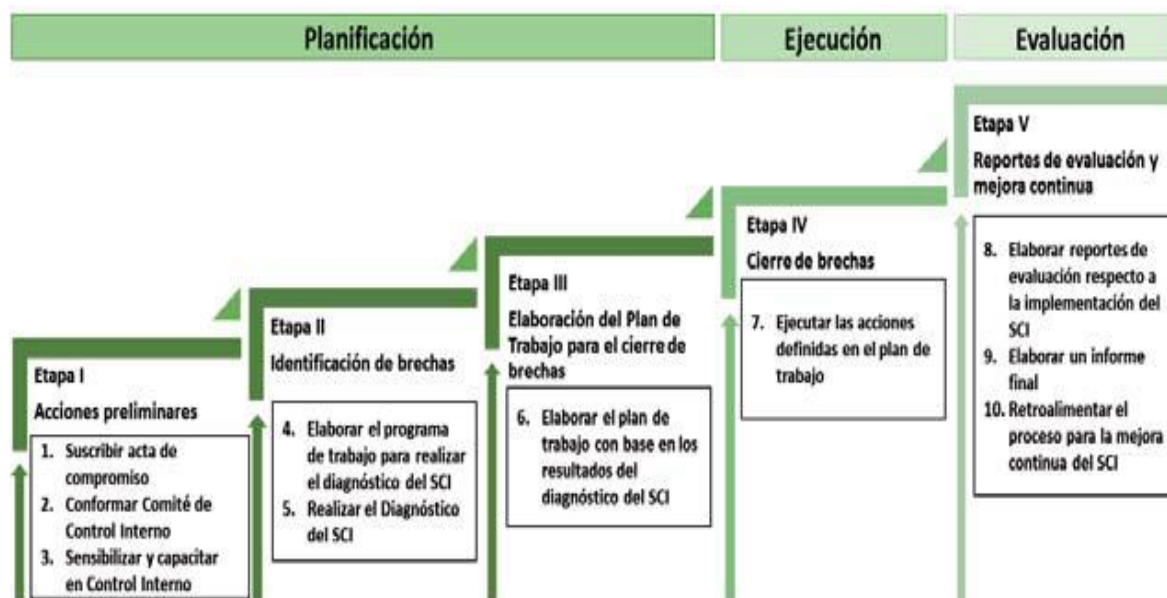 Planificación
Ejecución
Evaluación
Etapa I
Acciones preliminares
1. Suscribir acta de
compromiso
2. Conformar Comité de
Control Interno
3. Sensibilizar y capacitar
en Control Interno
Etapa II
Identificación de brechas
4. Elaborar el programa
de trabajo para realizar
el diagnóstico del SCI
5. Realizar el Diagnóstico
del SCI
Etapa III
Elaboración del Plan de
Trabajo para el cierre de
brechas
6. Elaborar el plan de
trabajo con base en los
resultados del
diagnóstico del SCI
Etapa IV
Cierre de brechas
7. Ejecutar las acciones
definidas en el plan de
trabajo
Etapa V
Reportes de evaluación y
mejora continua
8. Elaborar reportes de
evaluación respecto a
la implementación del
SCI
9. Elaborar un informe
final
10. Retroalimentar el
proceso para la mejora
continua del SCI